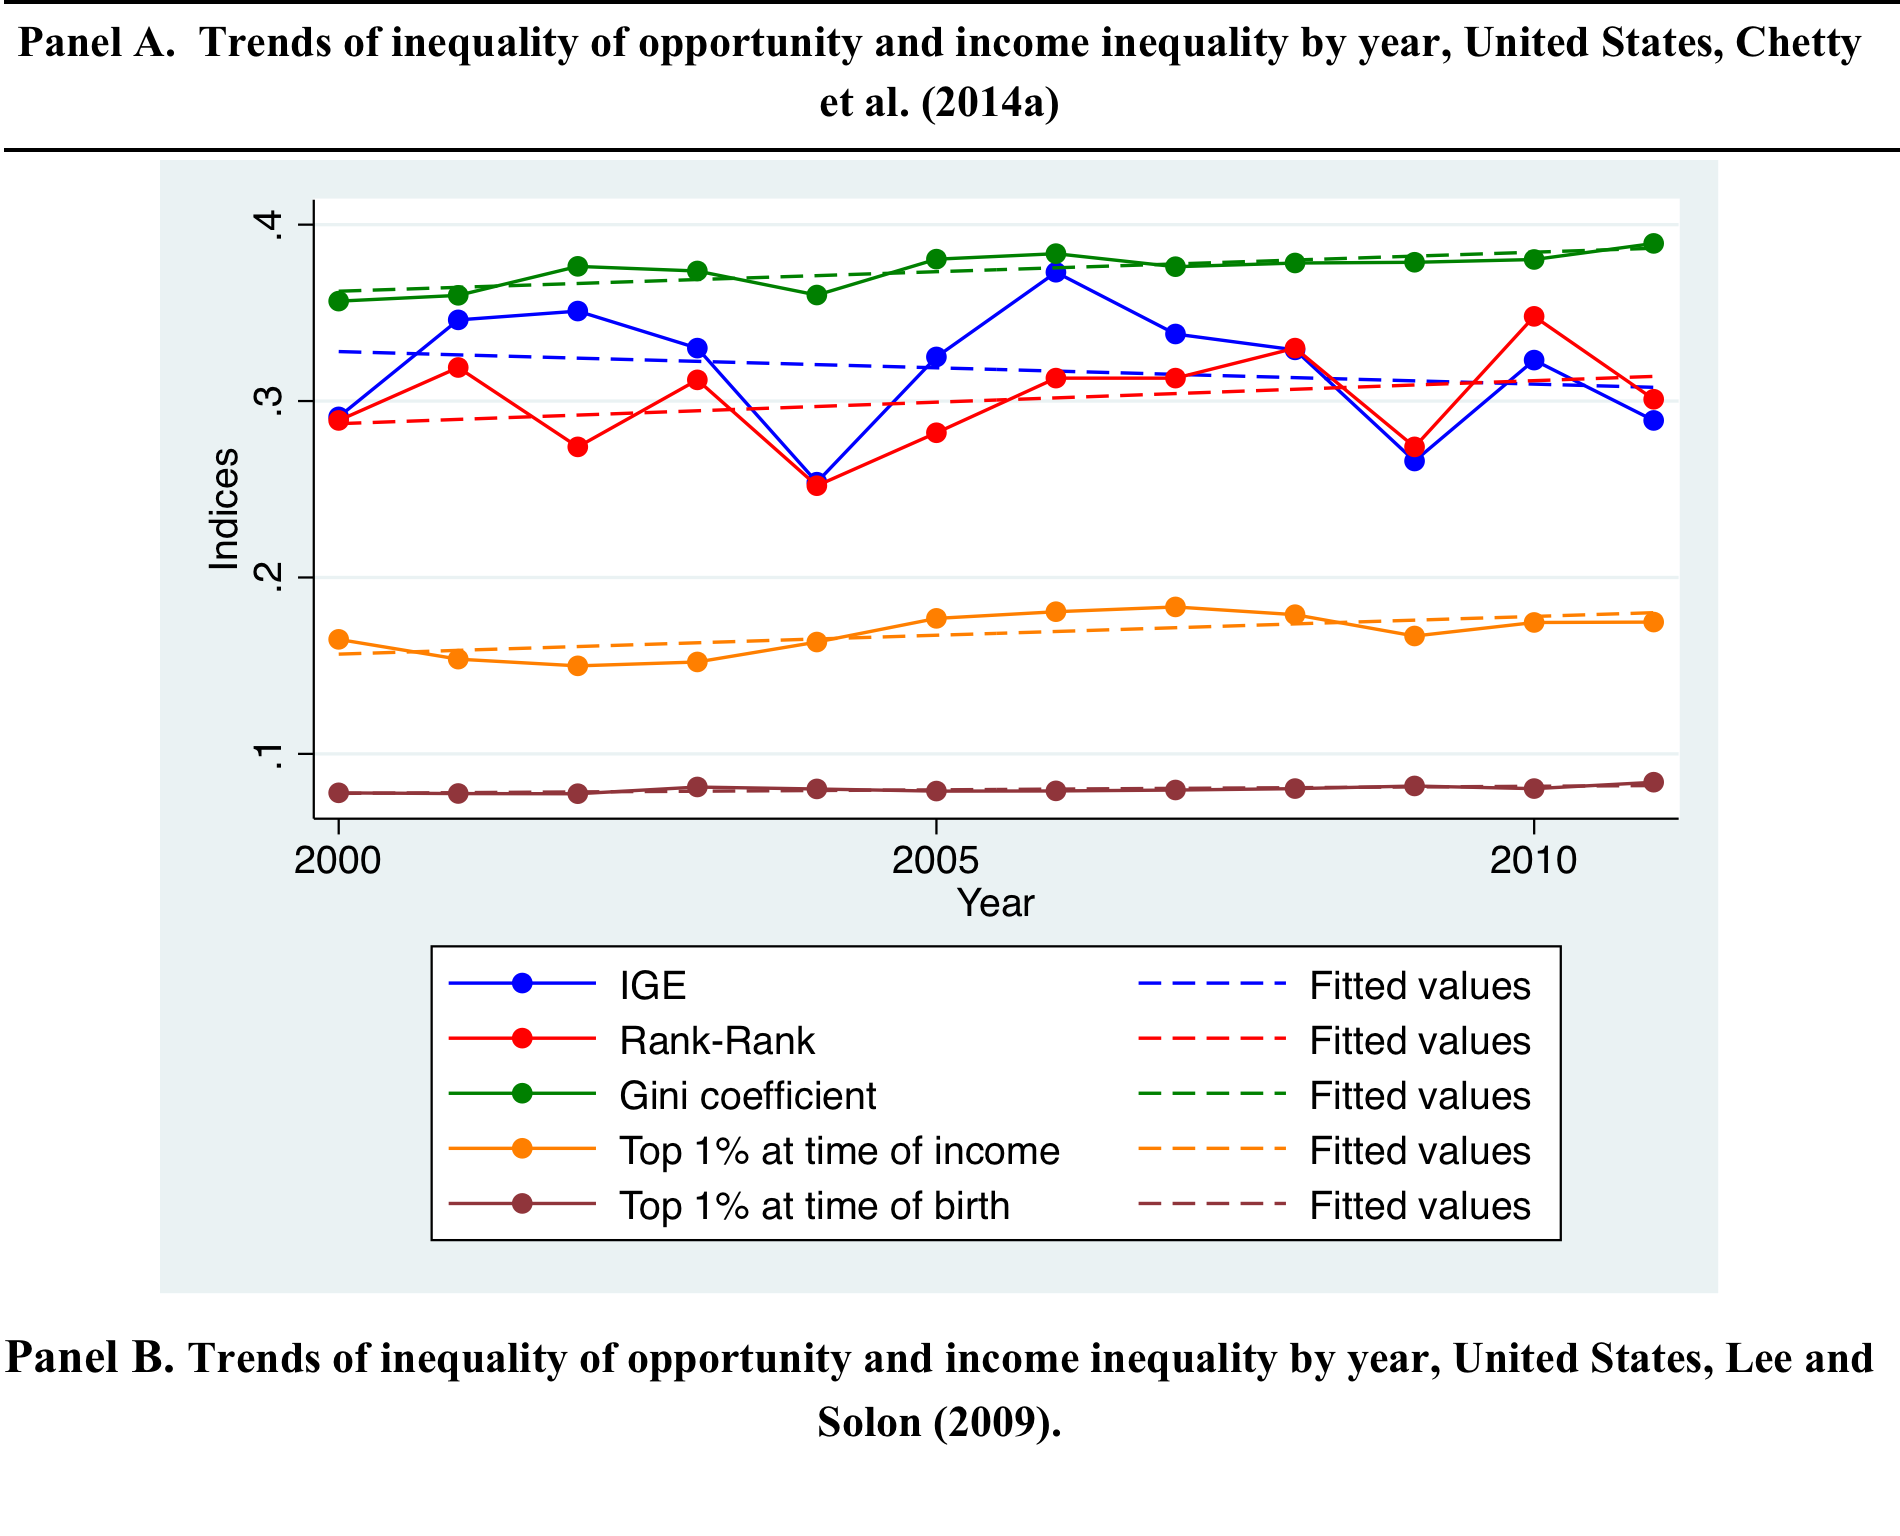 Panel A.  Trends of inequality of opportunity and income inequality by year, United States, Chetty
et al. (2014a)
.4
.3
.2
.1
Indices
2000
2005
2010
Year
IGE
Fitted values
Rank-Rank
Fitted values
Gini coefficient
Fitted values
Top 1% at time of income
Fitted values
Top 1% at time of birth
Fitted values
Panel B. Trends of inequality of opportunity and income inequality by year, United States, Lee and
Solon (2009).